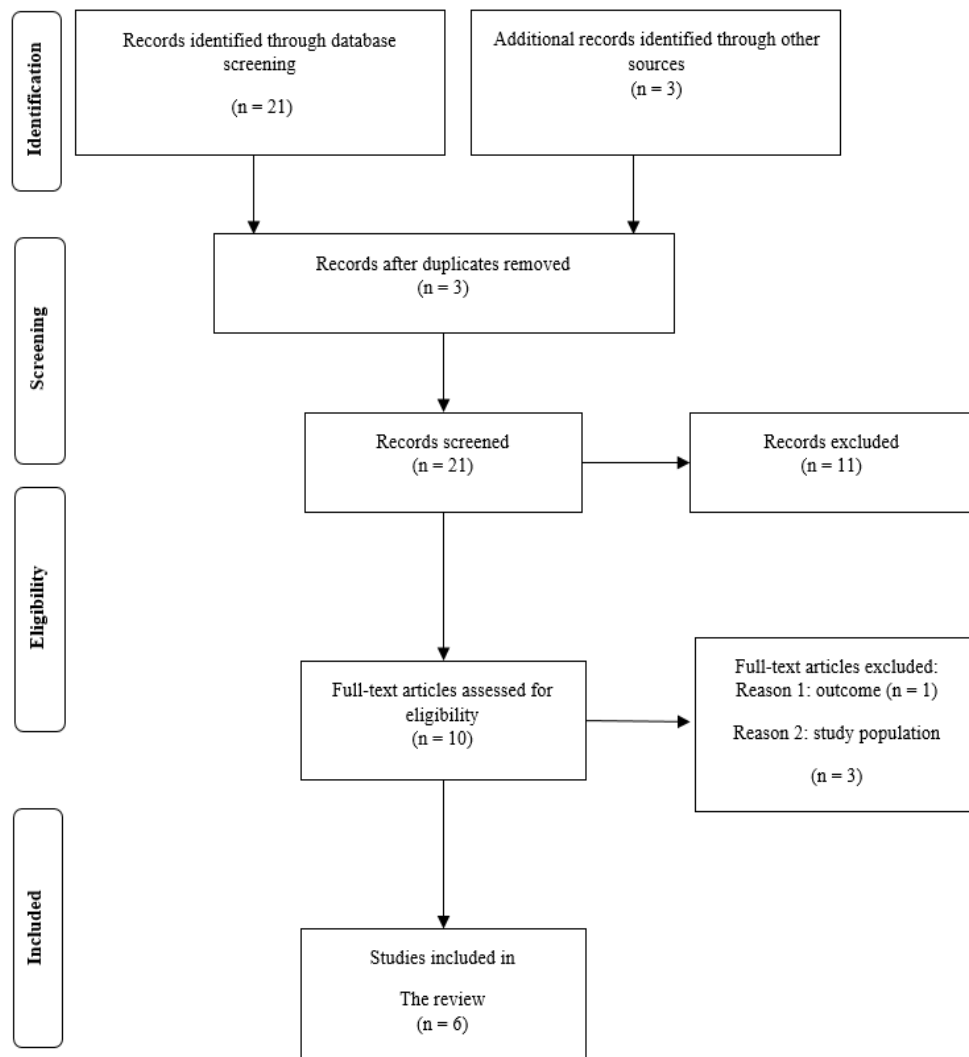 Identification
Records identified through database
screening
(n = 21)
Additional records identified through other
sources
(n = 3)
Screening
Records after duplicates removed
(n = 3)
Records screened
(n = 21)
Records excluded
(n = 11)
Eligibility
Full-text articles assessed for
eligibility
(n = 10)
Full-text articles excluded:
Reason 1: outcome (n = 1)
Reason 2: study population
(n = 3)
Included
Studies included in
The review
(n = 6)